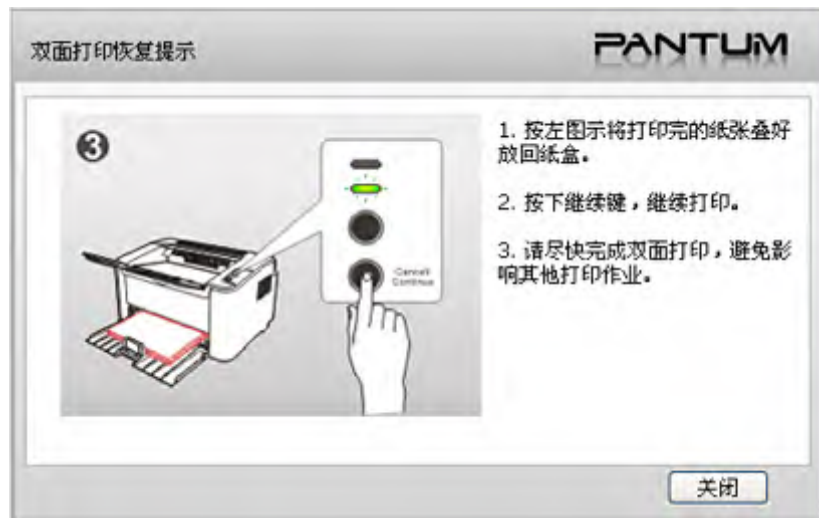 双面打印恢复提示
PANTUM
❸
Cancel/
Continue
1. 按左图示将打印完的纸张叠好
放回纸盒。
2. 按下继续键，继续打印。
3. 请尽快完成双面打印，避免影
响其他打印作业。
关闭